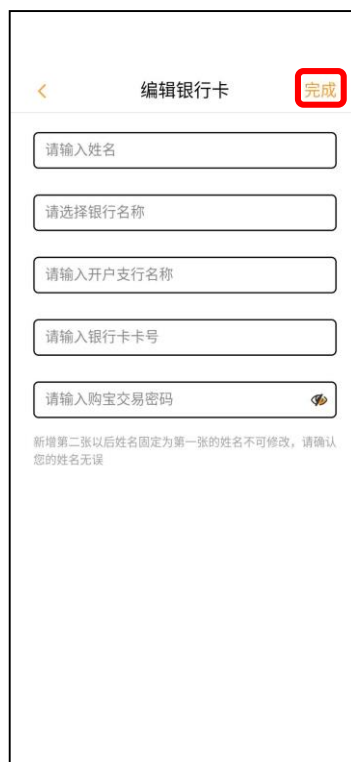 编辑银行卡 完成
请输入姓名
请选择银行名称
请输入开户支行名称
请输入银行卡卡号
请输入购宝交易密码
新增第二张以后姓名固定为第一张的姓名不可修改，请确认
您的姓名无误